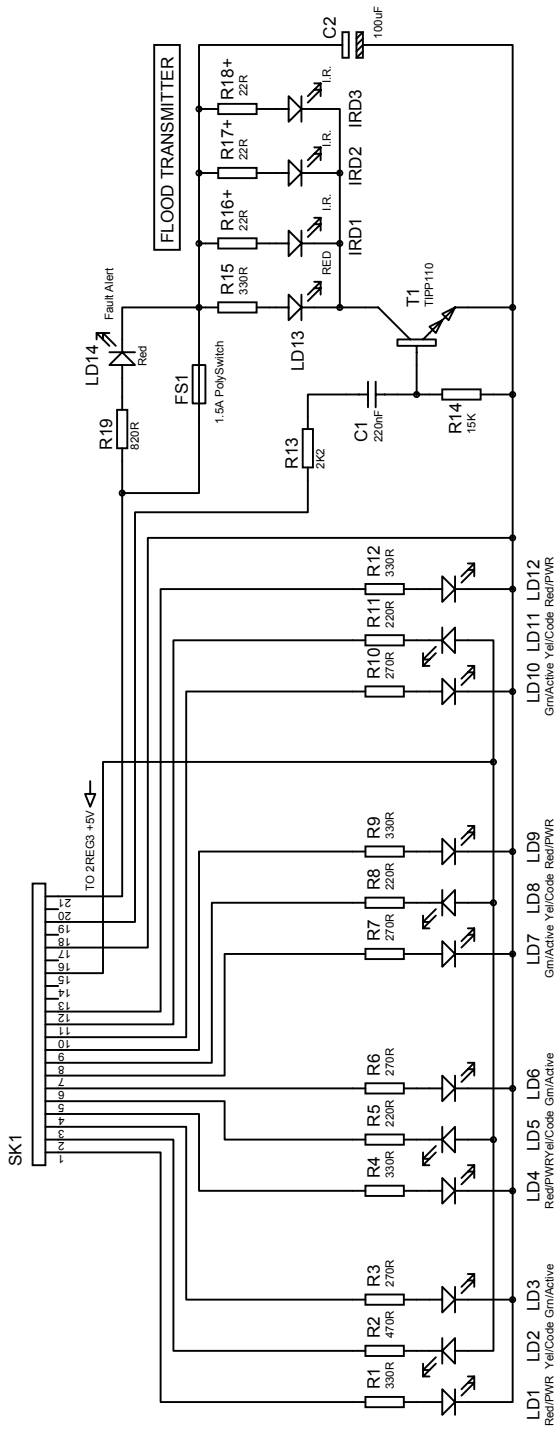 SK1
1
2
3
4
5
6
7
8
9
10
11
12
13
14
15
16
17
18
19
20
21
TO 2REG3 +5V
R1
330R
R2
470R
R3
270R
R4
330R
R5
220R
R6
270R
R7
270R
R8
220R
R9
330R
R10
270R
R11
220R
R12
330R
LD1
Red/PWR
LD2
Yel/Code
LD3
Grn/Active
LD4
Red/PWR
LD5
Yel/Code
LD6
Grn/Active
LD7
Grn/Active
LD8
Yel/Code
LD9
Red/PWR
LD10
Grn/Active
LD11
Yel/Code
LD12
Red/PWR
R19
820R
LD14
Red
Fault Alert
FS1
1.5A PolySwitch
FLOOD TRANSMITTER
R13
2K2
C1
220nF
R14
15K
T1
TIPP110
R15
330R
R16+
22R
R17+
22R
R18+
22R
LD13
RED
IRD1
I.R.
IRD2
I.R.
IRD3
I.R.
C2
100uF